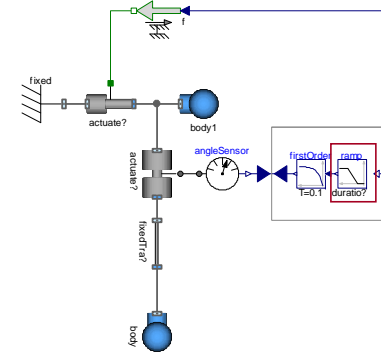 f
fixed
actuate?
body1
actuate?
angleSensor
firstOrder
ramp
T=0.1
duratio?
fixedTra?
body